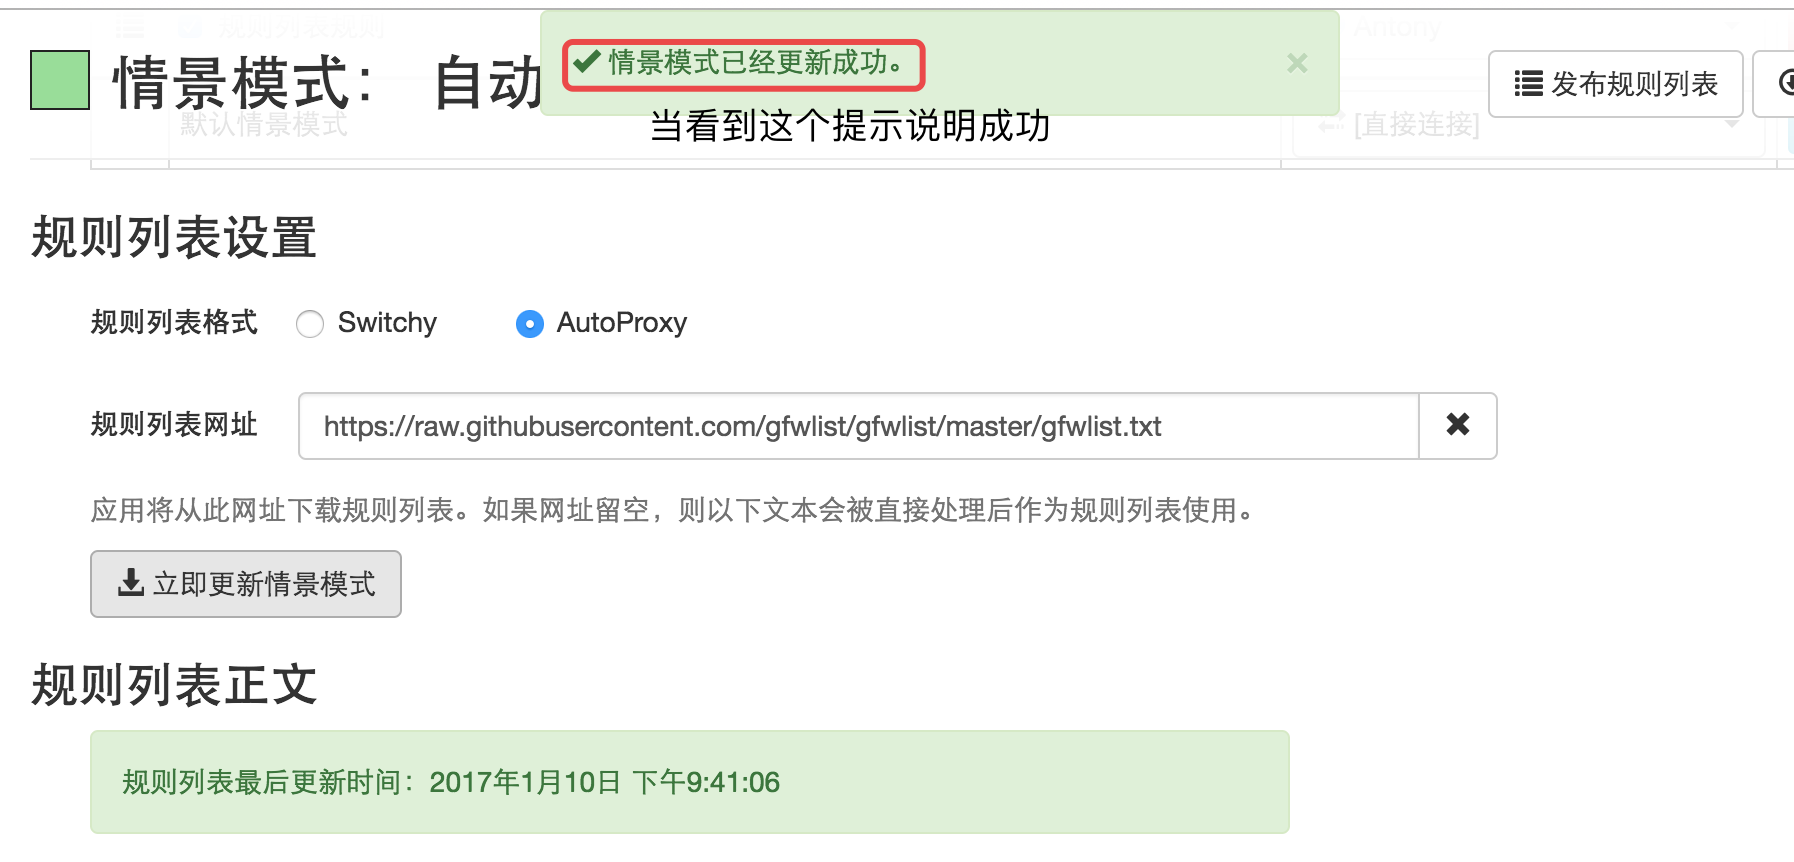 规则列表规则
Antony
情景模式： 自动
情景模式已经更新成功。
×
发布规则列表
默认情景模式
当看到这个提示说明成功
[直接连接]
规则列表设置
规则列表格式 Switchy AutoProxy
规则列表网址 https://raw.githubusercontent.com/gfwlist/gfwlist/master/gfwlist.txt
应用将从此网址下载规则列表。如果网址留空，则以下文本会被直接处理后作为规则列表使用。
立即更新情景模式
规则列表正文
规则列表最后更新时间：2017年1月10日 下午9:41:06